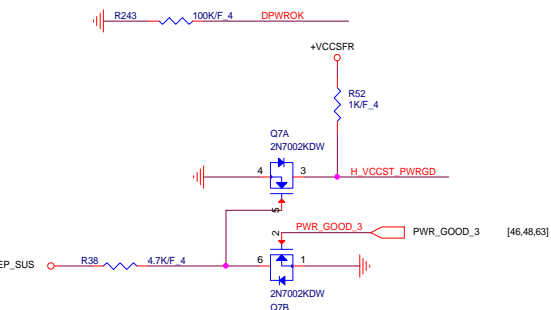 R243 100K/F_4 DPWROK
+VCCSFR
R52
1K/F_4
Q7A
2N7002KDW
4 3 H_VCCST_PWRGD
5
2 PWR_GOOD_3 PWR_GOOD_3 [46,48,63]
EP_SUS R38 4.7K/F_4 6 1
2N7002KDW
Q7B